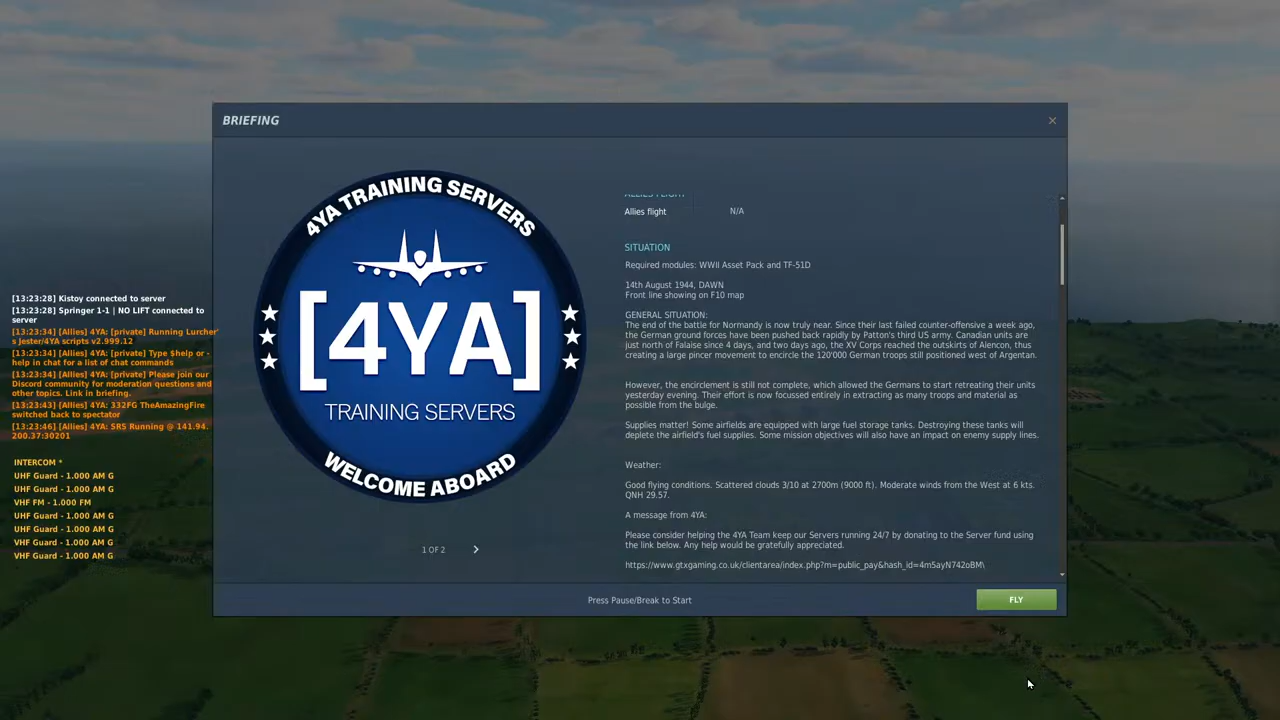 BRIEFING
4YA TRAINING SERVERS
[4YA]
TRAINING SERVERS
WELCOME ABOARD
1 OF 2
ALLIES FLIGHT
Allies flight N/A
SITUATION
Required modules: WWII Asset Pack and TF-51D
14th August 1944, DAWN
Front line showing on F10 map
GENERAL SITUATION:
The end of the battle for Normandy is now truly near. Since their last failed counter-offensive a week ago,
the German ground forces have been pushed back rapidly by Patton's third US army. Canadian units are
just north of Falaise since 4 days, and two days ago, the XV Corps reached the outskirts of Alencon, thus
creating a large pincer movement to encircle the 120'000 German troops still positioned west of Argentan.
However, the encirclement is still not complete, which allowed the Germans to start retreating their units
yesterday evening. Their effort is now focussed entirely in extracting as many troops and material as
possible from the bulge.
Supplies matter! Some airfields are equipped with large fuel storage tanks. Destroying these tanks will
deplete the airfield's fuel supplies. Some mission objectives will also have an impact on enemy supply lines.
Weather:
Good flying conditions. Scattered clouds 3/10 at 2700m (9000 ft). Moderate winds from the West at 6 kts.
QNH 29.57.
A message from 4YA:
Please consider helping the 4YA Team keep our Servers running 24/7 by donating to the Server fund using
the link below. Any help would be gratefully appreciated.
https://www.gtxgaming.co.uk/clientarea/index.php?m=public_pay&hash_id=4m5ayN742oBM\
Press Pause/Break to Start
FLY
[13:23:28] Kistoy connected to server
[13:23:28] Springer 1-1 | NO LIFT connected to
server
[13:23:34] [Allies] 4YA: [private] Running Lurcher'
s Jester/4YA scripts v2.999.12
[13:23:34] [Allies] 4YA: [private] Type $help or -
help in chat for a list of chat commands
[13:23:34] [Allies] 4YA: [private] Please join our
Discord community for moderation questions and
other topics. Link in briefing.
[13:23:43] [Allies] 4YA: 332FG TheAmazingFire
switched back to spectator
[13:23:46] [Allies] 4YA: SRS Running @ 141.94.
200.37:30201
INTERCOM *
UHF Guard - 1.000 AM G
UHF Guard - 1.000 AM G
VHF FM - 1.000 FM
UHF Guard - 1.000 AM G
UHF Guard - 1.000 AM G
VHF Guard - 1.000 AM G
VHF Guard - 1.000 AM G